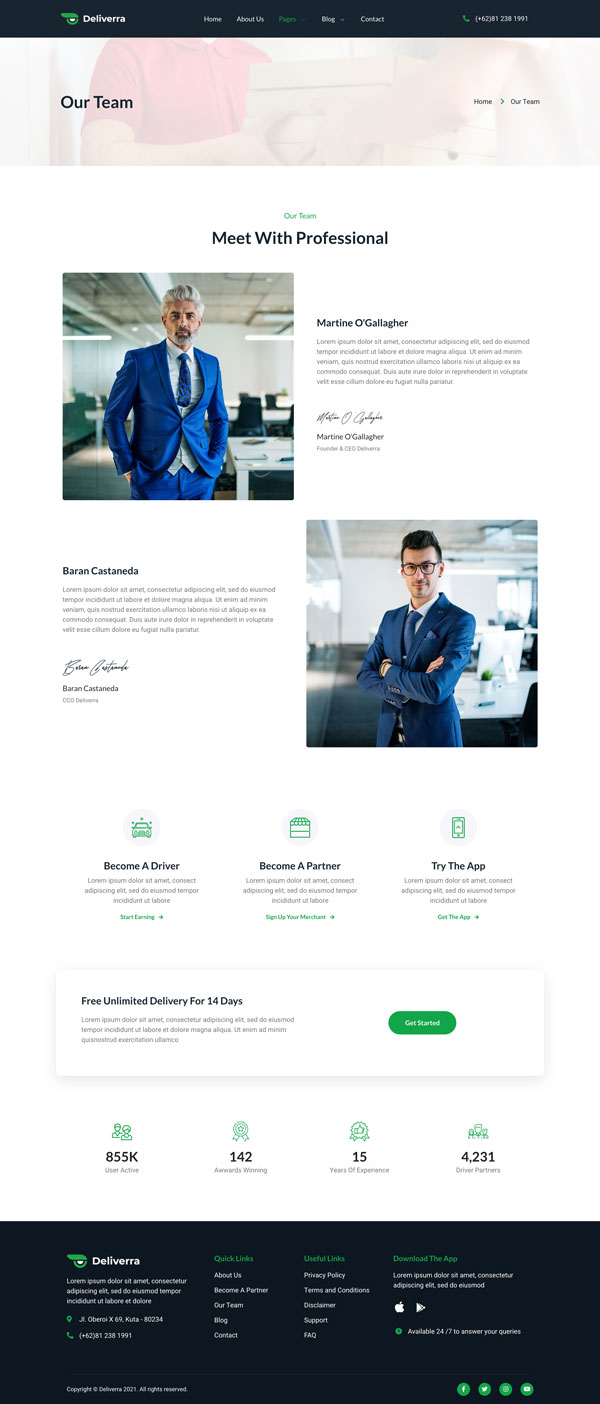 Deliverra
Home
About Us
Pages
Blog
Contact
(+62)81 238 1991
Our Team
Home
Our Team
Our Team
Meet With Professional
Martine O'Gallagher
Lorem ipsum dolor sit amet, consectetur adipiscing elit, sed do eiusmod
tempor incididunt ut labore et dolore magna aliqua. Ut enim ad minim
veniam, quis nostrud exercitation ullamco laboris nisi ut aliquip ex ea
commodo consequat. Duis aute irure dolor in reprehenderit in voluptate
velit esse cillum dolore eu fugiat nulla pariatur.
Martine O Gallagher
Martine O'Gallagher
Founder & CEO Deliverra
Baran Castaneda
Lorem ipsum dolor sit amet, consectetur adipiscing elit, sed do eiusmod
tempor incididunt ut labore et dolore magna aliqua. Ut enim ad minim
veniam, quis nostrud exercitation ullamco laboris nisi ut aliquip ex ea
commodo consequat. Duis aute irure dolor in reprehenderit in voluptate
velit esse cillum dolore eu fugiat nulla pariatur.
Baran Castaneda
Baran Castaneda
CCO Deliverra
Become A Driver
Lorem ipsum dolor sit amet, consect
adipiscing elit, sed do eiusmod tempor
incididunt ut labore
Start Earning
Become A Partner
Lorem ipsum dolor sit amet, consect
adipiscing elit, sed do eiusmod tempor
incididunt ut labore
Sign Up Your Merchant
Try The App
Lorem ipsum dolor sit amet, consect
adipiscing elit, sed do eiusmod tempor
incididunt ut labore
Get The App
Free Unlimited Delivery For 14 Days
Lorem ipsum dolor sit amet, consectetur adipiscing elit, sed do eiusmod
tempor incididunt ut labore et dolore magna aliqua. Ut enim ad minim
quisnostrud exercitation ullamco
Get Started
855K
User Active
142
Awwards Winning
15
Years Of Experience
4,231
Driver Partners
Deliverra
Lorem ipsum dolor sit amet, consectetur
adipiscing elit, sed do eiusmod tempor
incididunt ut labore et dolore
Jl. Oberoi X 69, Kuta - 80234
(+62)81 238 1991
Quick Links
About Us
Become A Partner
Our Team
Blog
Contact
Useful Links
Privacy Policy
Terms and Conditions
Disclaimer
Support
FAQ
Download The App
Lorem ipsum dolor sit amet, consectetur
adipiscing elit, sed do eiusmod
Available 24 /7 to answer your queries
Copyright © Deliverra 2021. All rights reserved.